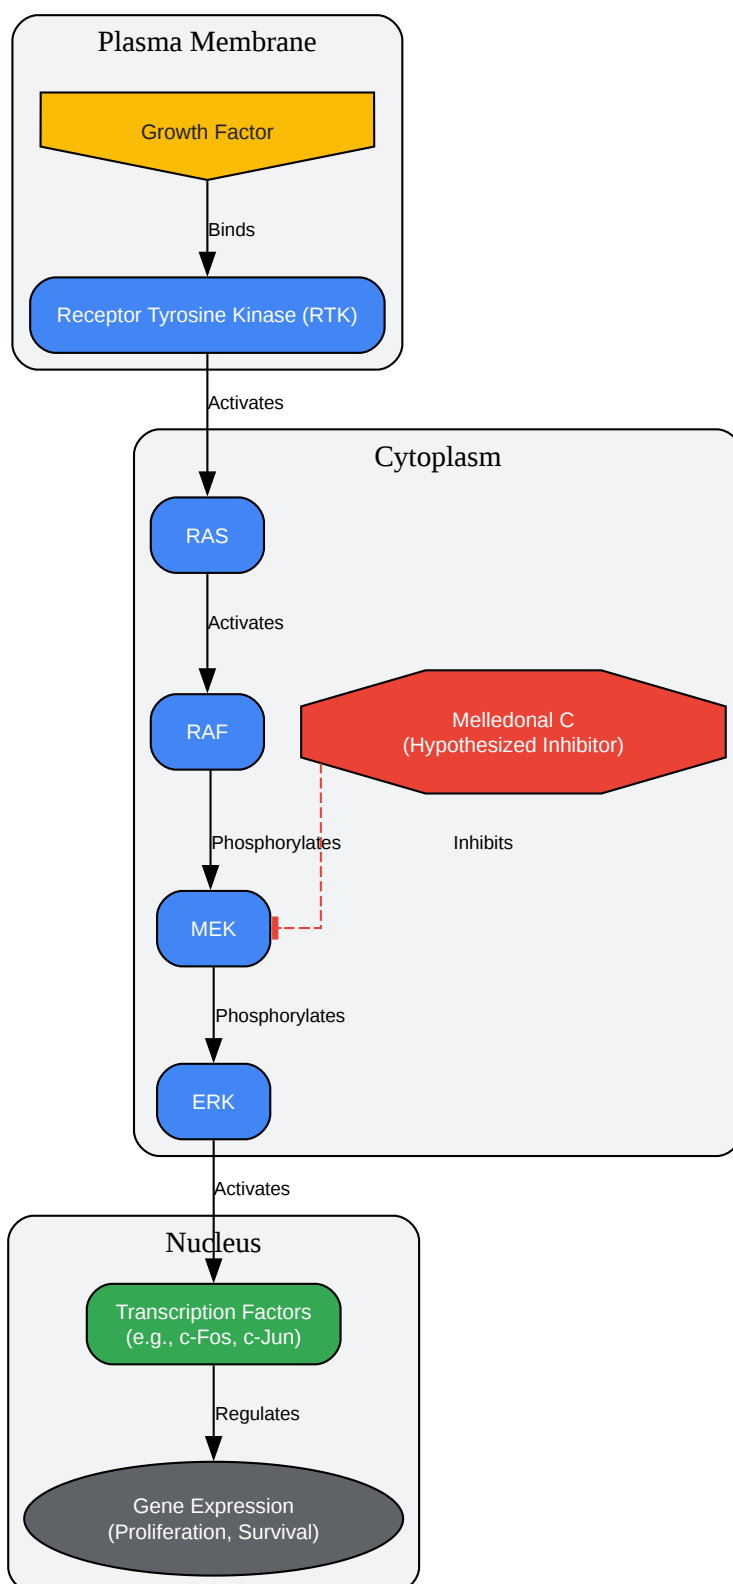 Plasma Membrane
Growth Factor
Binds
Receptor Tyrosine Kinase (RTK)
Activates
Cytoplasm
RAS
Activates
RAF
Melledonal C
(Hypothesized Inhibitor)
Phosphorylates
Inhibits
MEK
Phosphorylates
ERK
Activates
Nucleus
Transcription Factors
(e.g., c-Fos, c-Jun)
Regulates
Gene Expression
(Proliferation, Survival)